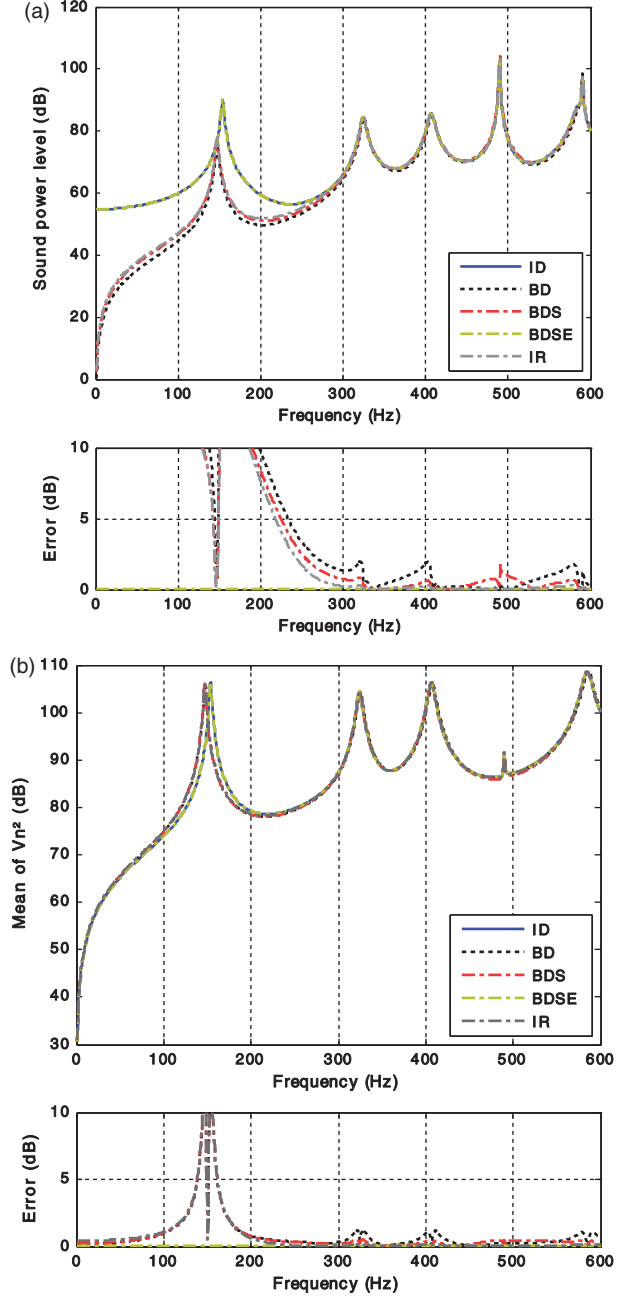 (a)
120
100
80
60
40
20
0
Sound power level (dB)
ID
BD
BDS
BDSE
IR
0 100 200 300 400 500 600
Frequency (Hz)
10
5
0
Error (dB)
0 100 200 300 400 500 600
Frequency (Hz)
(b)
110
100
90
80
70
60
50
40
30
Mean of Vn² (dB)
ID
BD
BDS
BDSE
IR
0 100 200 300 400 500 600
Frequency (Hz)
10
5
0
Error (dB)
0 100 200 300 400 500 600
Frequency (Hz)